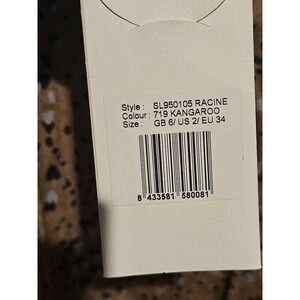 Style : SL950105 RACINE
Colour : 719 KANGAROO
Size : GB 6/ US 2/ EU 34
8 433581 580081